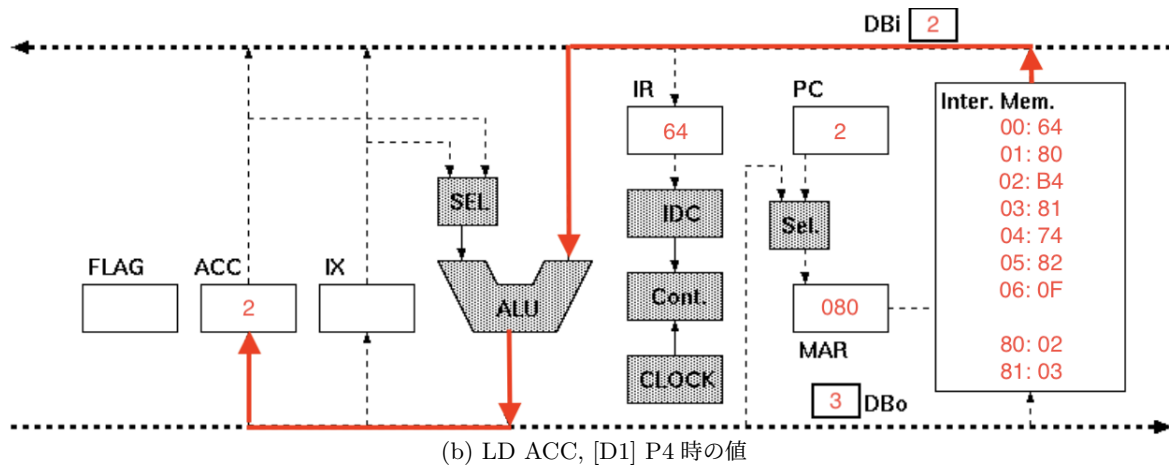 DBi 2
IR PC
64 2
Inter. Mem.
00: 64
01: 80
02: B4
03: 81
04: 74
05: 82
06: 0F
80: 02
81: 03
SEL
IDC
Sel.
FLAG ACC IX
2
ALU
Cont.
080
MAR
CLOCK
3 DBo
(b) LD ACC, [D1] P4 時の値